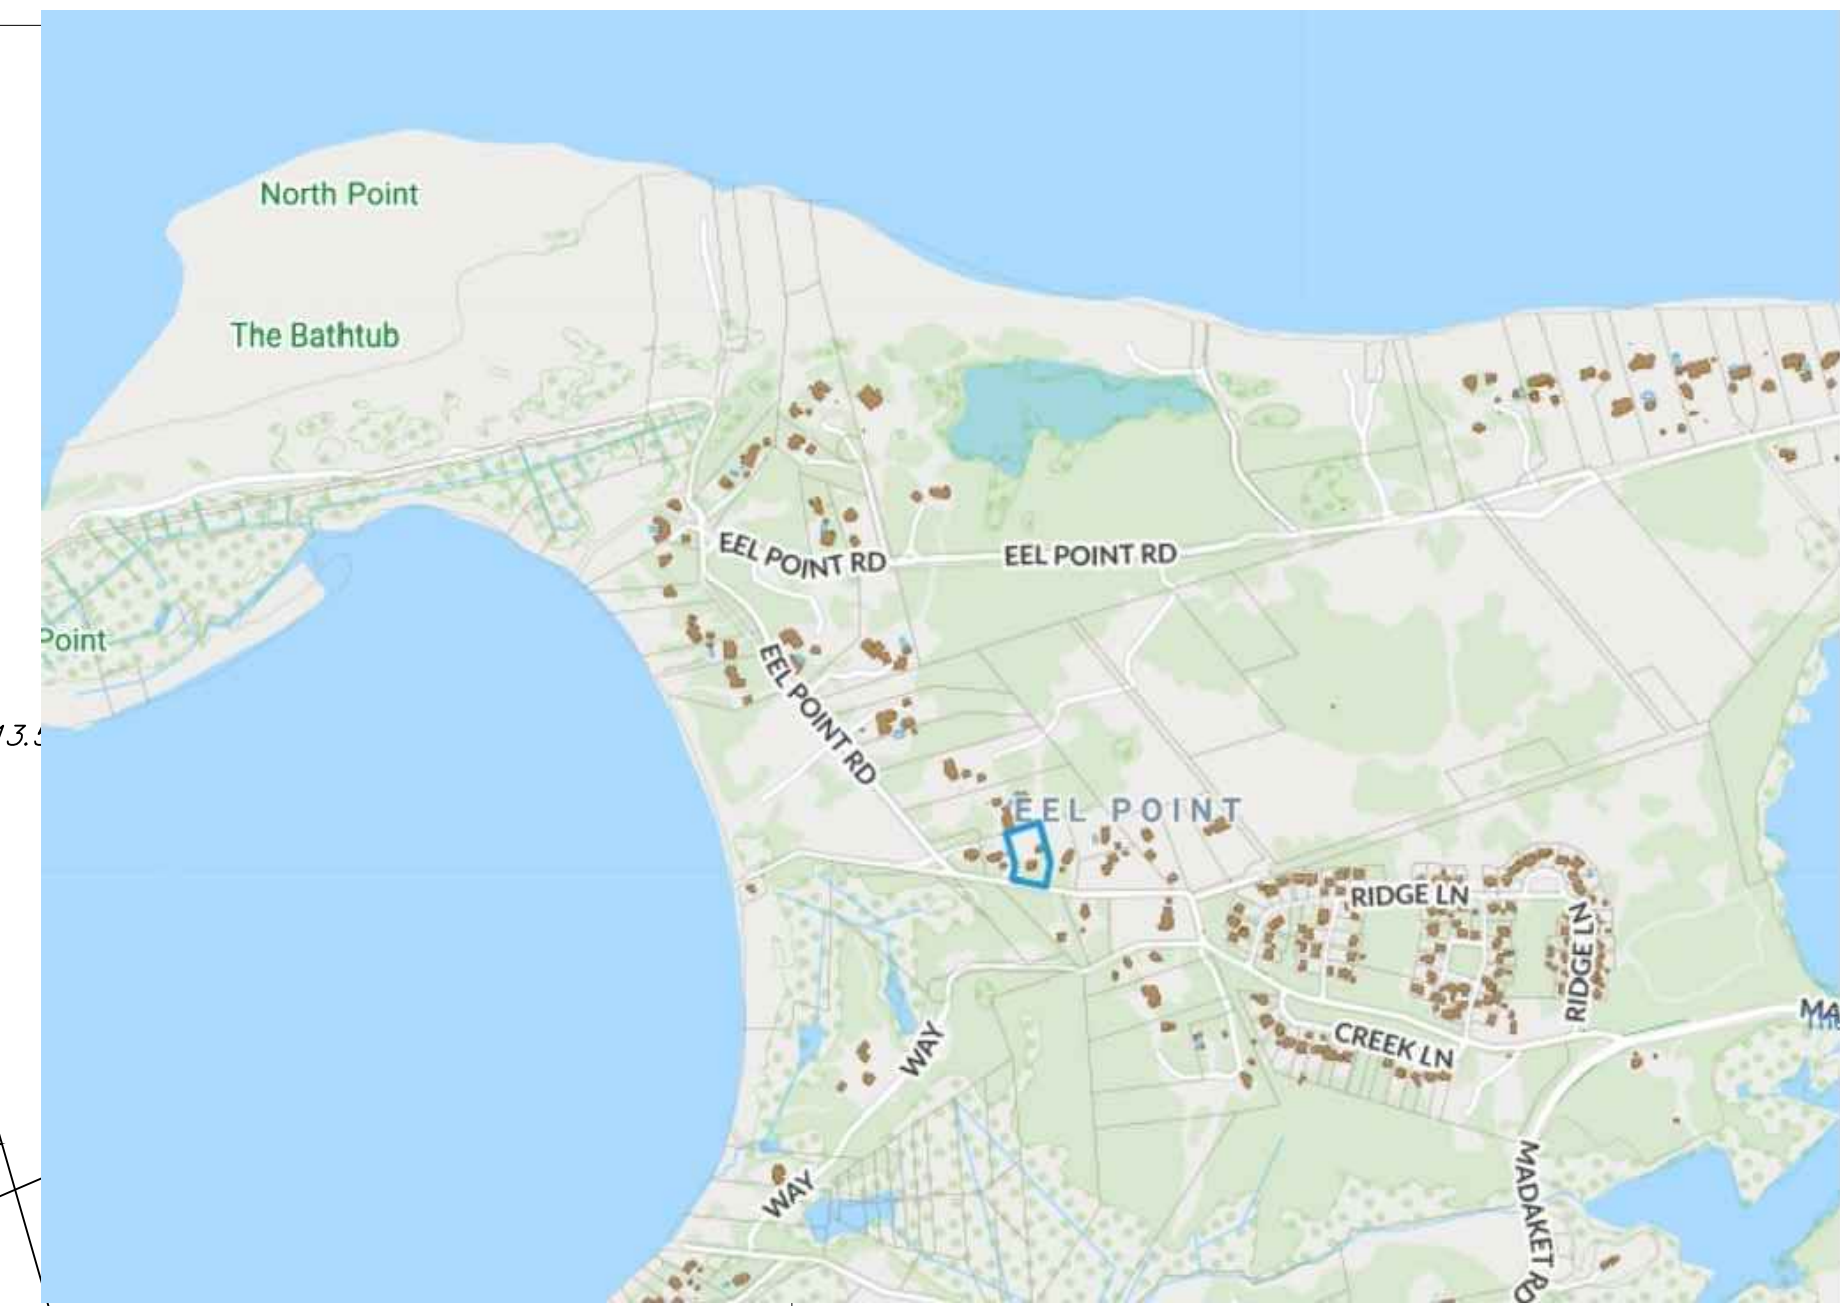 North Point
The Bathtub
EEL POINT RD
EEL POINT RD
Point
EEL POINT RD
13.5
EEL POINT
RIDGE LN
RIDGE LN
MA
WAY
CREEK LN
WAY
MADAKET RD